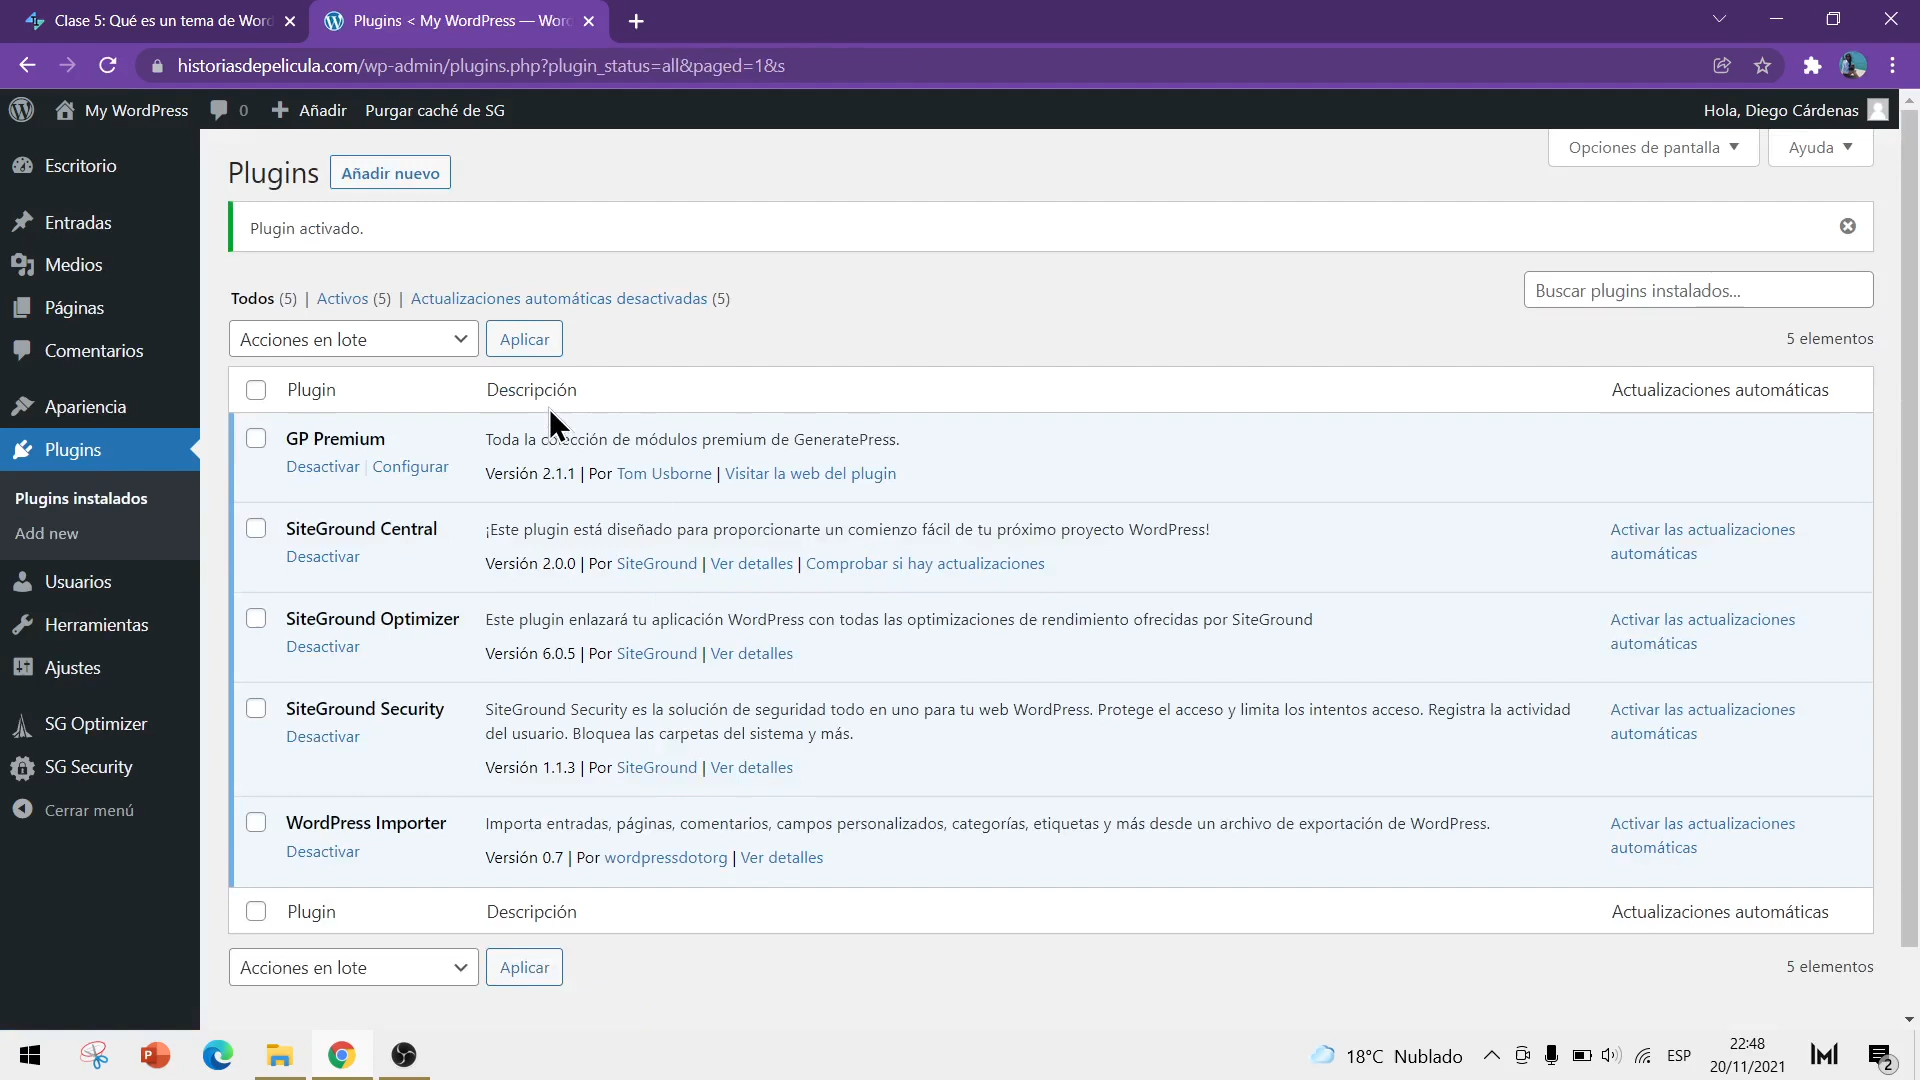 Clase 5: Qué es un tema de Word
Plugins < My WordPress — Word
historiasdepelicula.com/wp-admin/plugins.php?plugin_status=all&paged=1&s
My WordPress
0
Añadir
Purgar caché de SG
Hola, Diego Cárdenas
Escritorio
Entradas
Medios
Páginas
Comentarios
Apariencia
Plugins
Plugins instalados
Add new
Usuarios
Herramientas
Ajustes
SG Optimizer
SG Security
Cerrar menú
Opciones de pantalla
Ayuda
Plugins
Añadir nuevo
Plugin activado.
Todos (5) | Activos (5) | Actualizaciones automáticas desactivadas (5)
Buscar plugins instalados...
Acciones en lote
Aplicar
5 elementos
Plugin
Descripción
Actualizaciones automáticas
GP Premium
Desactivar | Configurar
Toda la colección de módulos premium de GeneratePress.
Versión 2.1.1 | Por Tom Usborne | Visitar la web del plugin
SiteGround Central
Desactivar
¡Este plugin está diseñado para proporcionarte un comienzo fácil de tu próximo proyecto WordPress!
Versión 2.0.0 | Por SiteGround | Ver detalles | Comprobar si hay actualizaciones
Activar las actualizaciones
automáticas
SiteGround Optimizer
Desactivar
Este plugin enlazará tu aplicación WordPress con todas las optimizaciones de rendimiento ofrecidas por SiteGround
Versión 6.0.5 | Por SiteGround | Ver detalles
Activar las actualizaciones
automáticas
SiteGround Security
Desactivar
SiteGround Security es la solución de seguridad todo en uno para tu web WordPress. Protege el acceso y limita los intentos acceso. Registra la actividad
del usuario. Bloquea las carpetas del sistema y más.
Versión 1.1.3 | Por SiteGround | Ver detalles
Activar las actualizaciones
automáticas
WordPress Importer
Desactivar
Importa entradas, páginas, comentarios, campos personalizados, categorías, etiquetas y más desde un archivo de exportación de WordPress.
Versión 0.7 | Por wordpressdotorg | Ver detalles
Activar las actualizaciones
automáticas
Plugin
Descripción
Actualizaciones automáticas
Acciones en lote
Aplicar
5 elementos
18°C Nublado
ESP
22:48
20/11/2021
2